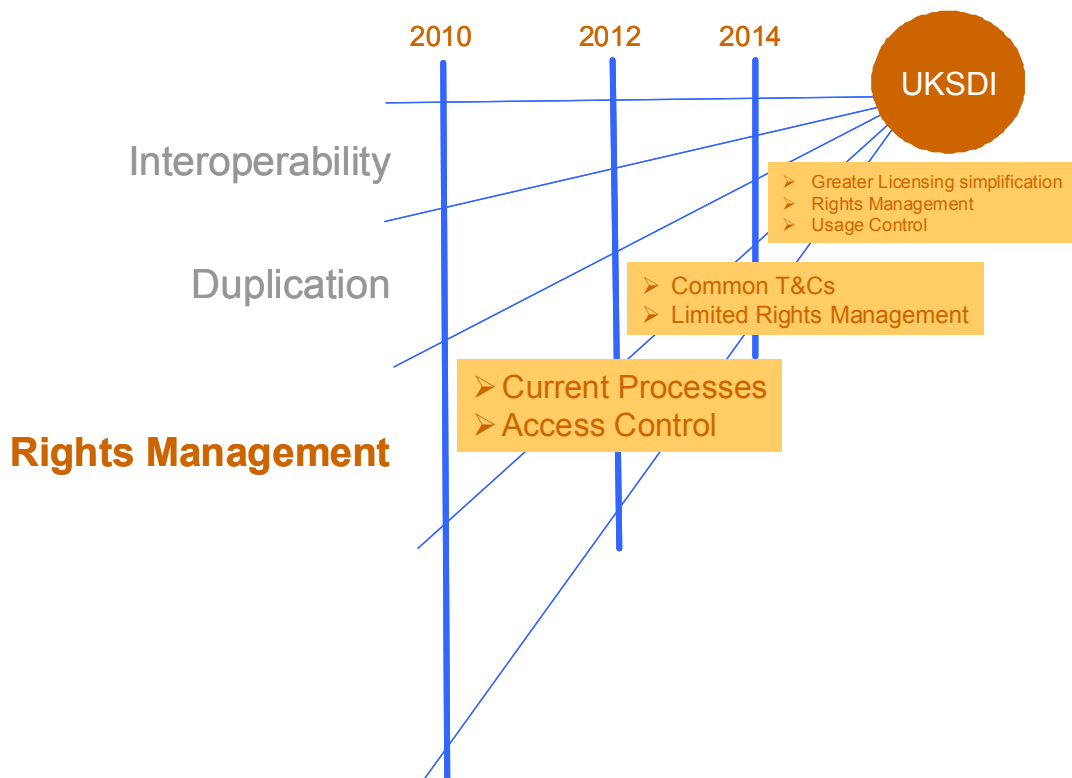 2010
2012
2014
UKSDI
Interoperability
➢ Greater Licensing simplification
➢ Rights Management
➢ Usage Control
Duplication
➢ Common T&Cs
➢ Limited Rights Management
➢ Current Processes
➢ Access Control
Rights Management